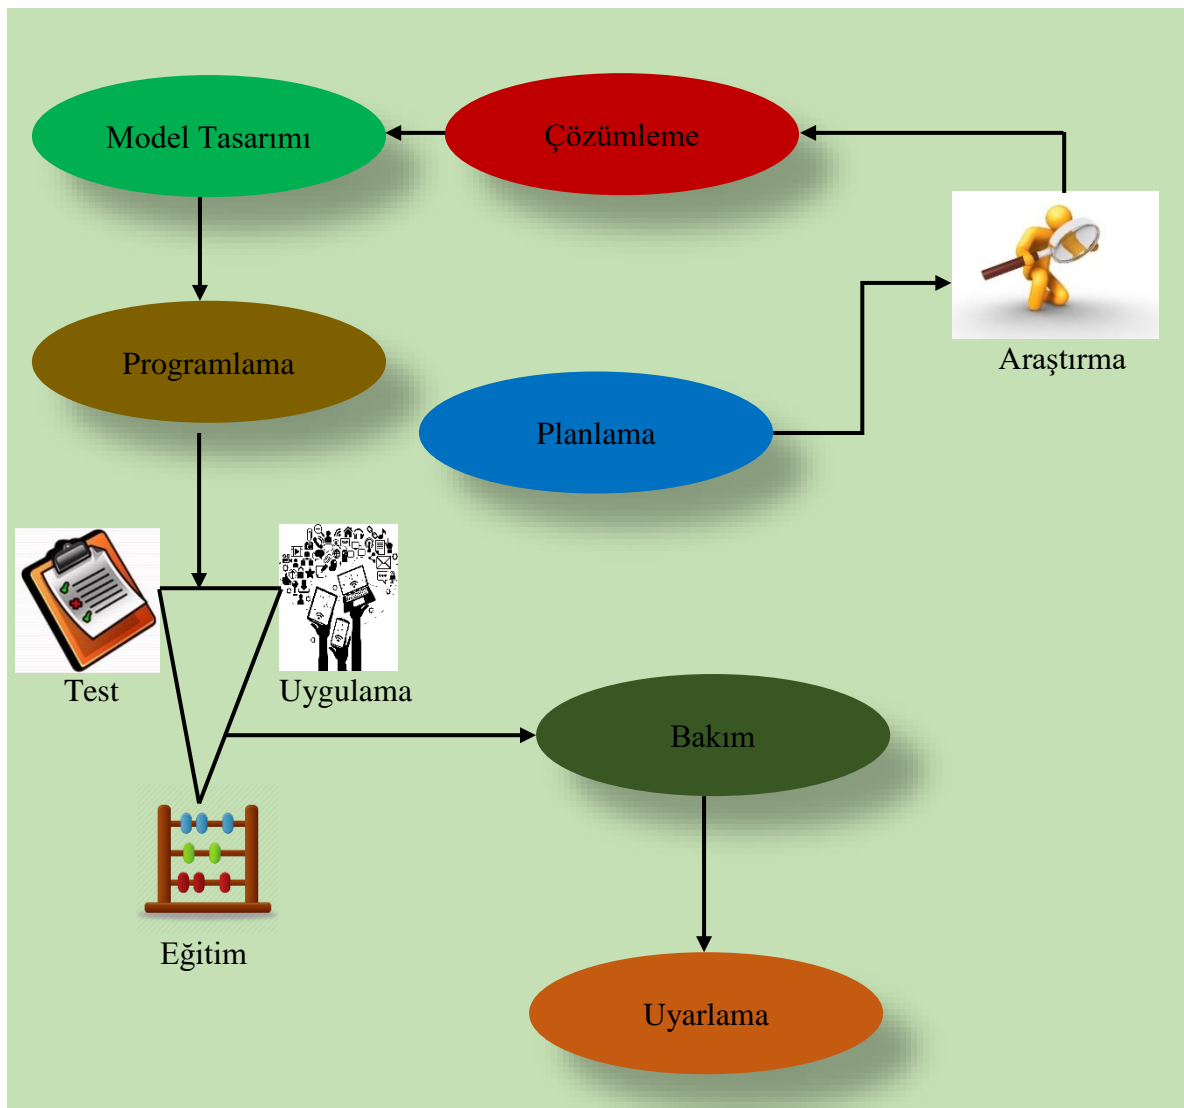 Model Tasarımı
Çözümleme
Araştırma
Programlama
Planlama
Test
Uygulama
Bakım
Eğitim
Uyarlama